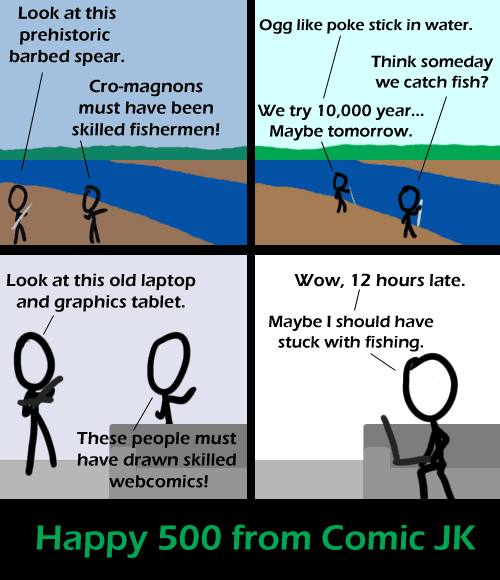 Look at this
prehistoric
barbed spear.
Cro-magnons
must have been
skilled fishermen!
Ogg like poke stick in water.
Think someday
we catch fish?
We try 10,000 year...
Maybe tomorrow.
Look at this old laptop
and graphics tablet.
These people must
have drawn skilled
webcomics!
Wow, 12 hours late.
Maybe I should have
stuck with fishing.
Happy 500 from Comic JK